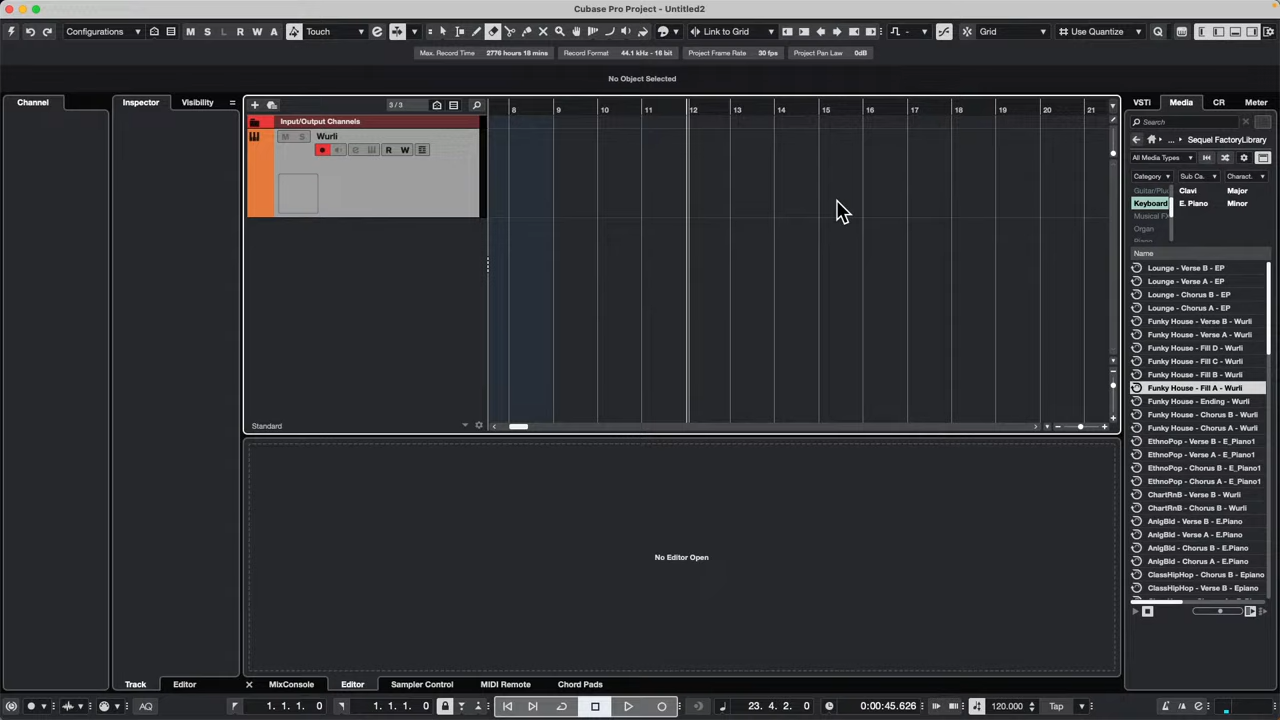 Cubase Pro Project - Untitled2
Configurations M S L R W A Touch Link to Grid Grid Use Quantize
Max. Record Time 2776 hours 18 mins Record Format 44.1 kHz - 16 bit Project Frame Rate 30 fps Project Pan Law 0dB
No Object Selected
Channel Inspector Visibility
3 / 3
8 9 10 11 12 13 14 15 16 17 18 19 20 21
Input/Output Channels
M S Wurli
R W
Standard
No Editor Open
VSTi Media CR Meter
Search
... Sequel FactoryLibrary
All Media Types
Category Sub Ca. Charact.
Guitar/Pluc Clavi Major
Keyboard E. Piano Minor
Musical FX
Organ
Piano
Name
Lounge - Verse B - EP
Lounge - Verse A - EP
Lounge - Chorus B - EP
Lounge - Chorus A - EP
Funky House - Verse B - Wurli
Funky House - Verse A - Wurli
Funky House - Fill D - Wurli
Funky House - Fill C - Wurli
Funky House - Fill B - Wurli
Funky House - Fill A - Wurli
Funky House - Ending - Wurli
Funky House - Chorus B - Wurli
Funky House - Chorus A - Wurli
EthnoPop - Verse B - E_Piano1
EthnoPop - Verse A - E_Piano1
EthnoPop - Chorus B - E_Piano1
EthnoPop - Chorus A - E_Piano1
ChartRnB - Verse B - Wurli
ChartRnB - Chorus B - Wurli
AnlgBld - Verse B - E.Piano
AnlgBld - Verse A - E.Piano
AnlgBld - Chorus B - E.Piano
AnlgBld - Chorus A - E.Piano
ClassHipHop - Chorus B - Epiano
ClassHipHop - Verse B - Epiano
Track Editor MixConsole Editor Sampler Control MIDI Remote Chord Pads
AQ 1. 1. 1. 0 1. 1. 1. 0 23. 4. 2. 0 0:00:45.626 120.000 Tap